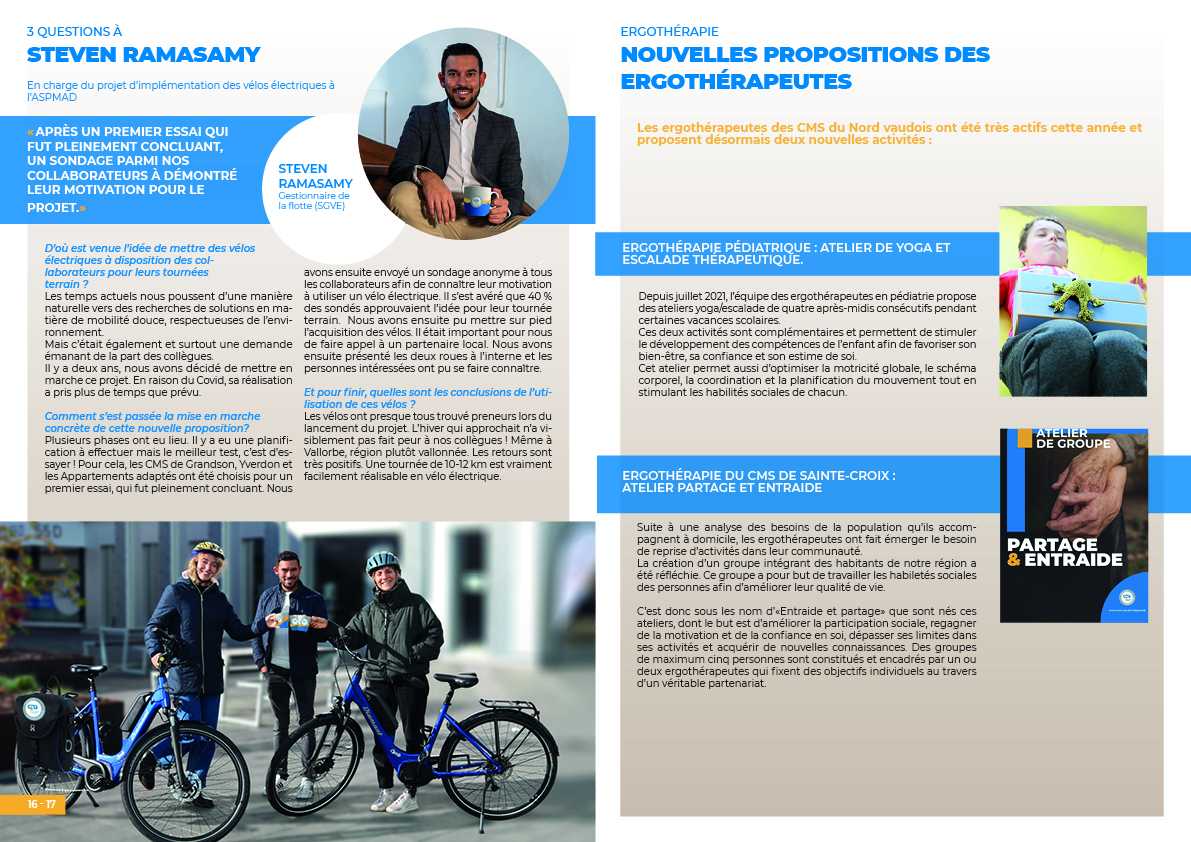 3 QUESTIONS À
STEVEN RAMASAMY
En charge du projet d'implémentation des vélos électriques à
l'ASPMAD
«APRÈS UN PREMIER ESSAI QUI
FUT PLEINEMENT CONCLUANT,
UN SONDAGE PARMI NOS
COLLABORATEURS À DÉMONTRÉ
LEUR MOTIVATION POUR LE
PROJET.»
STEVEN
RAMASAMY
Gestionnaire de
la flotte (SGVE)
D'où est venue l'idée de mettre des vélos
électriques à disposition des col-
laborateurs pour leurs tournées
terrain ?
Les temps actuels nous poussent d'une manière
naturelle vers des recherches de solutions en ma-
tière de mobilité douce, respectueuses de l'envi-
ronnement.
Mais c'était également et surtout une demande
émanant de la part des collègues.
Il y a deux ans, nous avons décidé de mettre en
marche ce projet. En raison du Covid, sa réalisation
a pris plus de temps que prévu.
Comment s'est passée la mise en marche
concrète de cette nouvelle proposition?
Plusieurs phases ont eu lieu. Il y a eu une planifi-
cation à effectuer mais le meilleur test, c'est d'es-
sayer ! Pour cela, les CMS de Grandson, Yverdon et
les Appartements adaptés ont été choisis pour un
premier essai, qui fut pleinement concluant. Nous
avons ensuite envoyé un sondage anonyme à tous
les collaborateurs afin de connaître leur motivation
à utiliser un vélo électrique. Il s'est avéré que 40 %
des sondés approuvaient l'idée pour leur tournée
terrain. Nous avons ensuite pu mettre sur pied
l'acquisition des vélos. Il était important pour nous
de faire appel à un partenaire local. Nous avons
ensuite présenté les deux roues à l'interne et les
personnes intéressées ont pu se faire connaître.
Et pour finir, quelles sont les conclusions de l'uti-
lisation de ces vélos ?
Les vélos ont presque tous trouvé preneurs lors du
lancement du projet. L'hiver qui approchait n'a vi-
siblement pas fait peur à nos collègues ! Même à
Vallorbe, région plutôt vallonnée. Les retours sont
très positifs. Une tournée de 10-12 km est vraiment
facilement réalisable en vélo électrique.
16 - 17
ERGOTHÉRAPIE
NOUVELLES PROPOSITIONS DES
ERGOTHÉRAPEUTES
Les ergothérapeutes des CMS du Nord vaudois ont été très actifs cette année et
proposent désormais deux nouvelles activités :
ERGOTHÉRAPIE PÉDIATRIQUE : ATELIER DE YOGA ET
ESCALADE THÉRAPEUTIQUE.
Depuis juillet 2021, l'équipe des ergothérapeutes en pédiatrie propose
des ateliers yoga/escalade de quatre après-midis consécutifs pendant
certaines vacances scolaires.
Ces deux activités sont complémentaires et permettent de stimuler
le développement des compétences de l'enfant afin de favoriser son
bien-être, sa confiance et son estime de soi.
Cet atelier permet aussi d'optimiser la motricité globale, le schéma
corporel, la coordination et la planification du mouvement tout en
stimulant les habilités sociales de chacun.
ERGOTHÉRAPIE DU CMS DE SAINTE-CROIX :
ATELIER PARTAGE ET ENTRAIDE
Suite à une analyse des besoins de la population qu'ils accom-
pagnent à domicile, les ergothérapeutes ont fait émerger le besoin
de reprise d'activités dans leur communauté.
La création d'un groupe intégrant des habitants de notre région a
été réfléchie. Ce groupe a pour but de travailler les habiletés sociales
des personnes afin d'améliorer leur qualité de vie.
C'est donc sous les nom d'«Entraide et partage» que sont nés ces
ateliers, dont le but est d'améliorer la participation sociale, regagner
de la motivation et de la confiance en soi, dépasser ses limites dans
ses activités et acquérir de nouvelles connaissances. Des groupes
de maximum cinq personnes sont constitués et encadrés par un ou
deux ergothérapeutes qui fixent des objectifs individuels au travers
d'un véritable partenariat.
ATELIER
DE GROUPE
PARTAGE
& ENTRAIDE